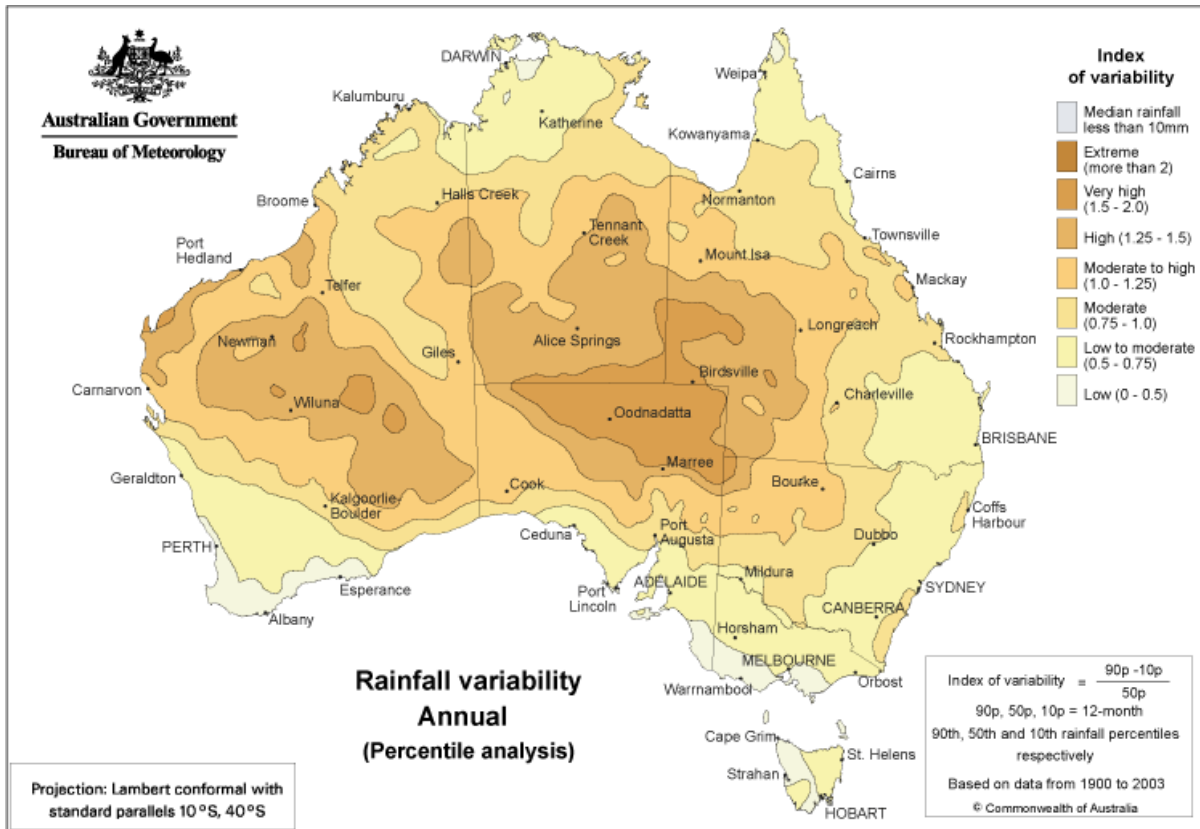 Australian Government
Bureau of Meteorology
Index
of variability
Median rainfall
less than 10mm
Extreme
(more than 2)
Very high
(1.5 - 2.0)
High (1.25 - 1.5)
Moderate to high
(1.0 - 1.25)
Moderate
(0.75 - 1.0)
Low to moderate
(0.5 - 0.75)
Low (0 - 0.5)
DARWIN
Weipa
Kalumburu
Katherine
Kowanyama
Cairns
Broome
Halls Creek
Normanton
Port
Hedland
Tennant
Creek
Townsville
Mount Isa
Telfer
Mackay
Newman
Alice Springs
Longreach
Rockhampton
Giles
Birdsville
Carnarvon
Wiluna
Oodnadatta
Charleville
BRISBANE
Geraldton
Marree
Cook
Bourke
Kalgoorlie-
Boulder
Coffs
Harbour
PERTH
Ceduna
Port
Augusta
Dubbo
Esperance
Mildura
ADELAIDE
SYDNEY
Port
Lincoln
Albany
CANBERRA
Horsham
MELBOURNE
Warrnambool
Orbost
Cape Grim
St. Helens
Strahan
HOBART
Rainfall variability
Annual
(Percentile analysis)
Index of variability = 90p -10p
50p
90p, 50p, 10p = 12-month
90th, 50th and 10th rainfall percentiles
respectively
Based on data from 1900 to 2003
© Commonwealth of Australia
Projection: Lambert conformal with
standard parallels 10°S, 40°S